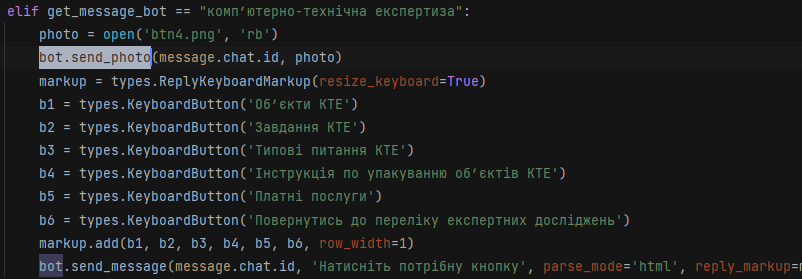 elif get_message_bot == "комп’ютерно-технічна експертиза":
photo = open('btn4.png', 'rb')
bot.send_photo(message.chat.id, photo)
markup = types.ReplyKeyboardMarkup(resize_keyboard=True)
b1 = types.KeyboardButton('Об’єкти КТЕ')
b2 = types.KeyboardButton('Завдання КТЕ')
b3 = types.KeyboardButton('Типові питання КТЕ')
b4 = types.KeyboardButton('Інструкція по упакуванню об’єктів КТЕ')
b5 = types.KeyboardButton('Платні послуги')
b6 = types.KeyboardButton('Повернутись до переліку експертних досліджень')
markup.add(b1, b2, b3, b4, b5, b6, row_width=1)
bot.send_message(message.chat.id, 'Натисніть потрібну кнопку', parse_mode='html', reply_markup=